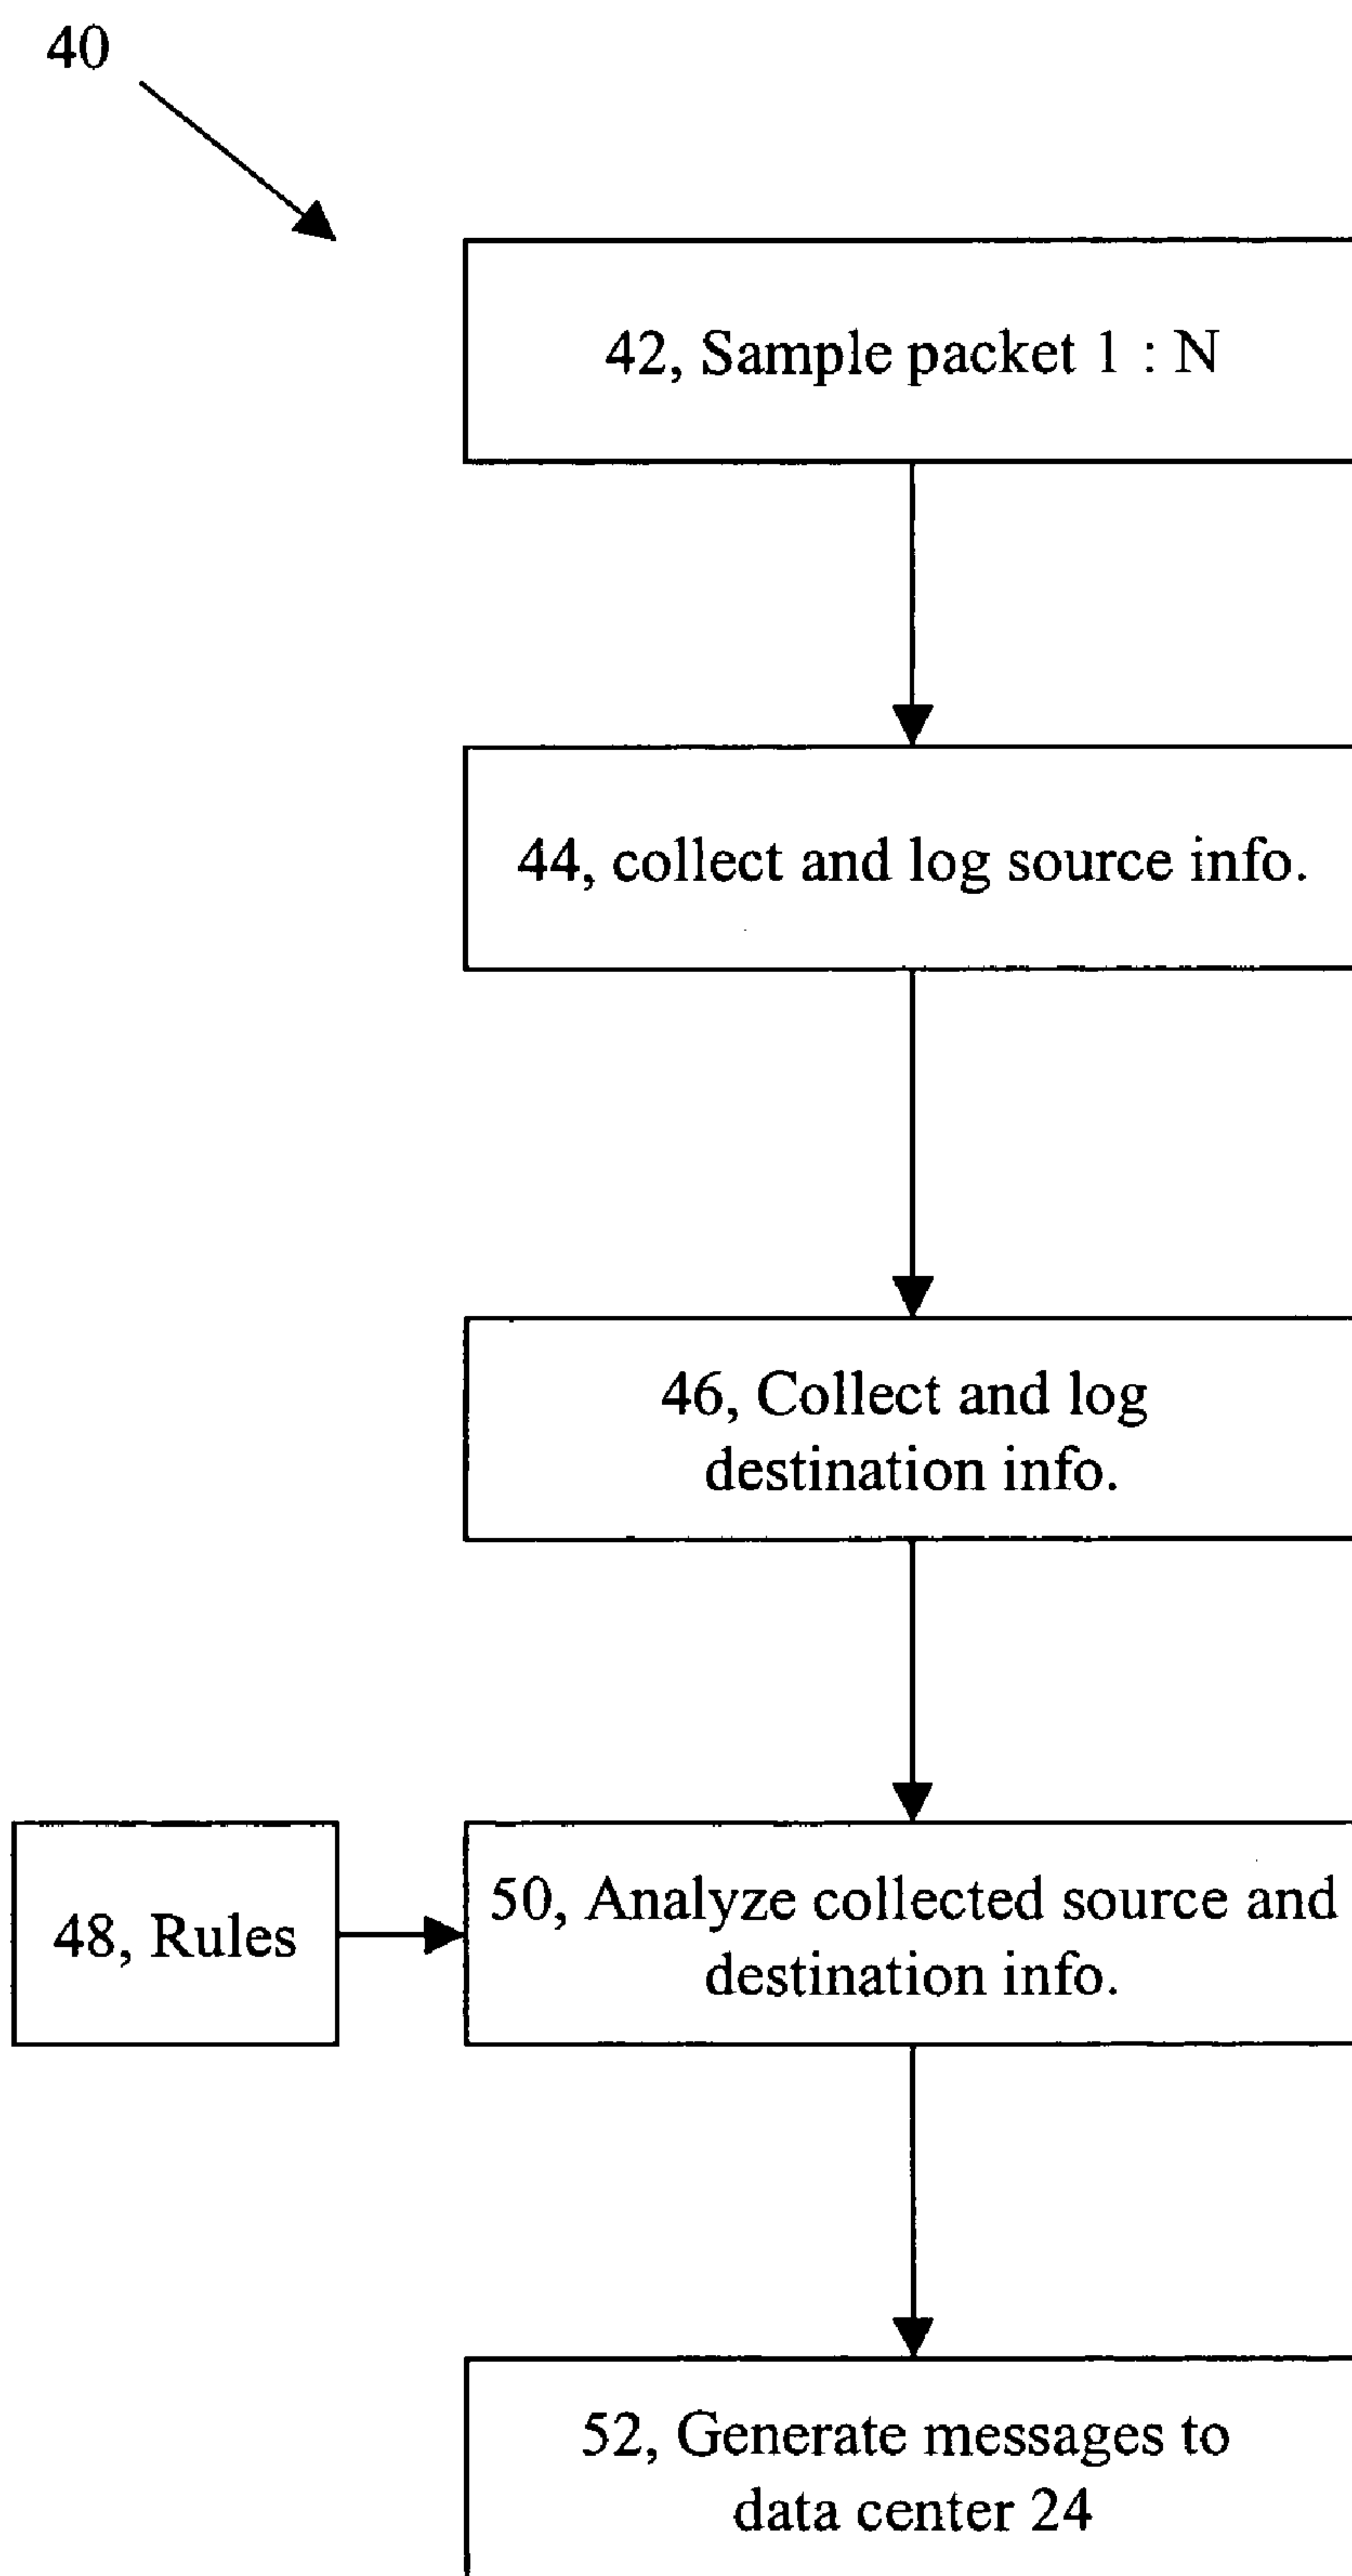 40
42, Sample packet 1 : N
44, collect and log source info.
46, Collect and log
destination info.
48, Rules
50, Analyze collected source and
destination info.
52, Generate messages to
data center 24